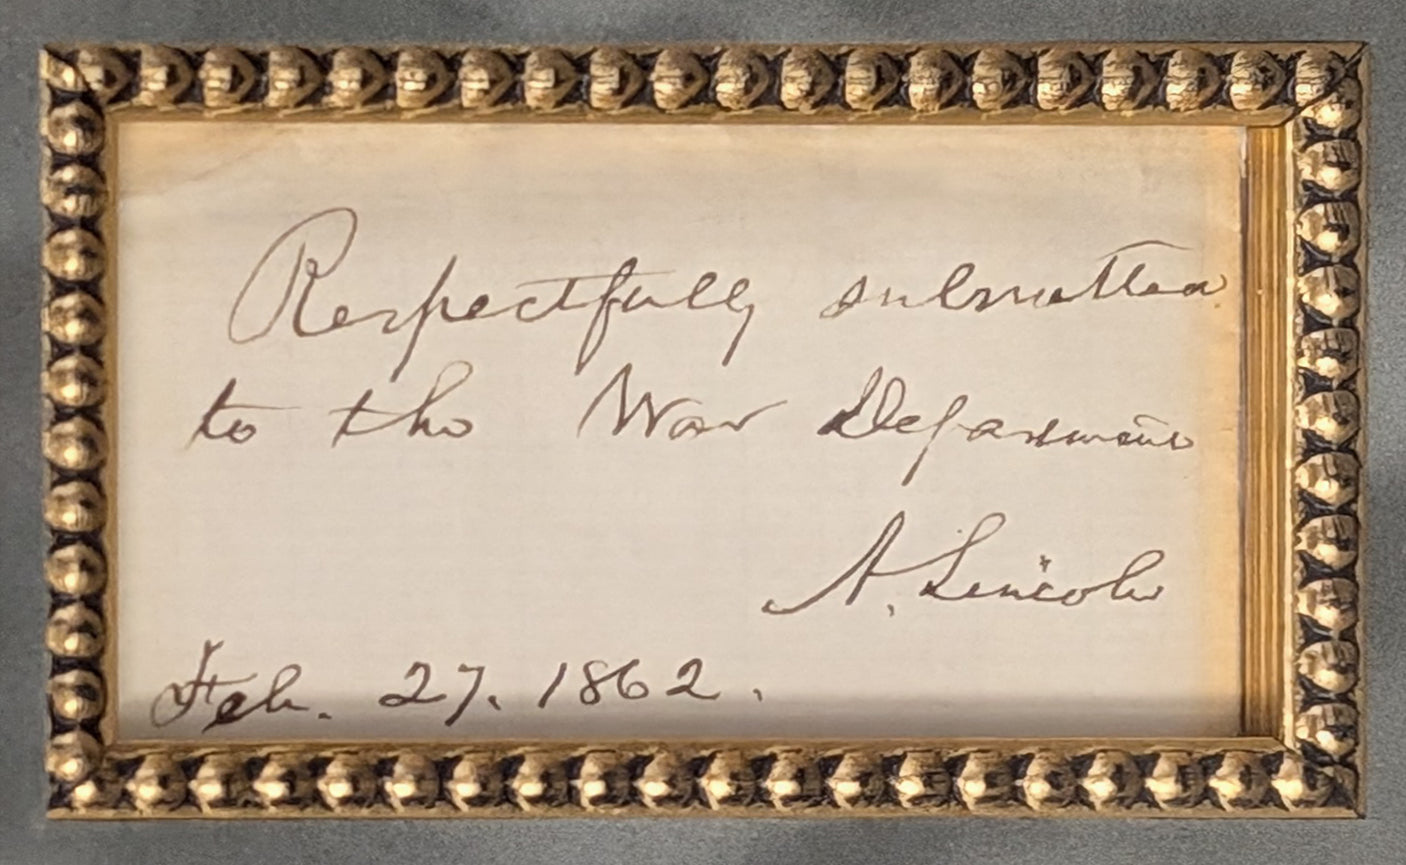 Respectfully submitted
to the War Department
A. Lincoln
Feb. 27. 1862.